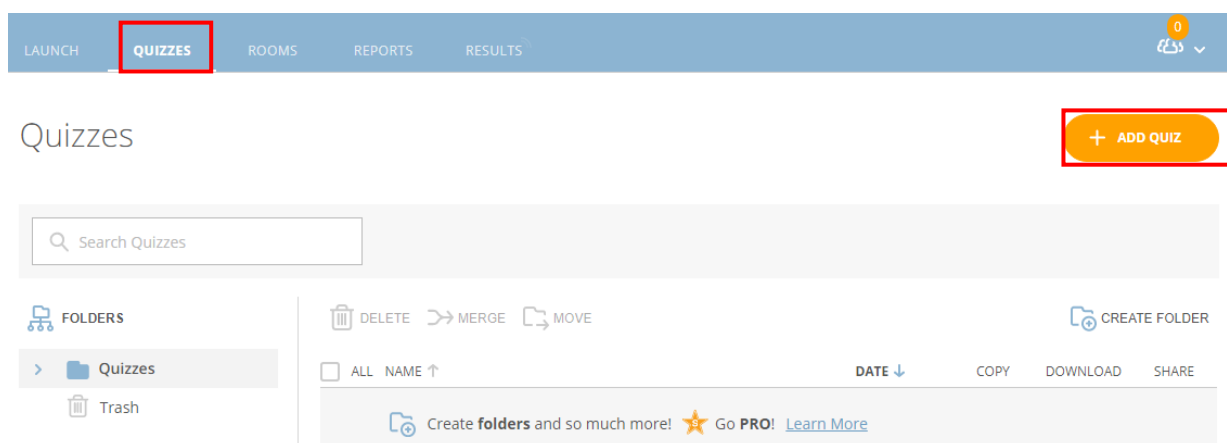 0
LAUNCH QUIZZES ROOMS REPORTS RESULTS
Quizzes
+ ADD QUIZ
Search Quizzes
FOLDERS
DELETE MERGE MOVE
CREATE FOLDER
Quizzes
ALL NAME ↑ DATE ↓ COPY DOWNLOAD SHARE
Trash
Create folders and so much more! S Go PRO! Learn More